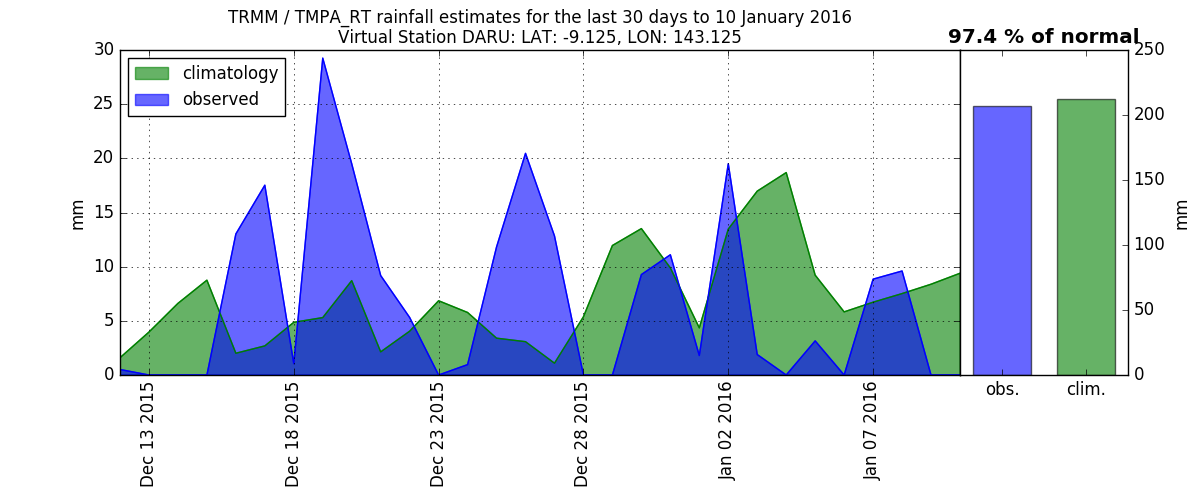 TRMM / TMPA_RT rainfall estimates for the last 30 days to 10 January 2016
Virtual Station DARU: LAT: -9.125, LON: 143.125
97.4 % of normal
climatology
observed
30
25
20
15
10
5
0
mm
Dec 13 2015
Dec 18 2015
Dec 23 2015
Dec 28 2015
Jan 02 2016
Jan 07 2016
250
200
150
100
50
0
mm
obs.
clim.